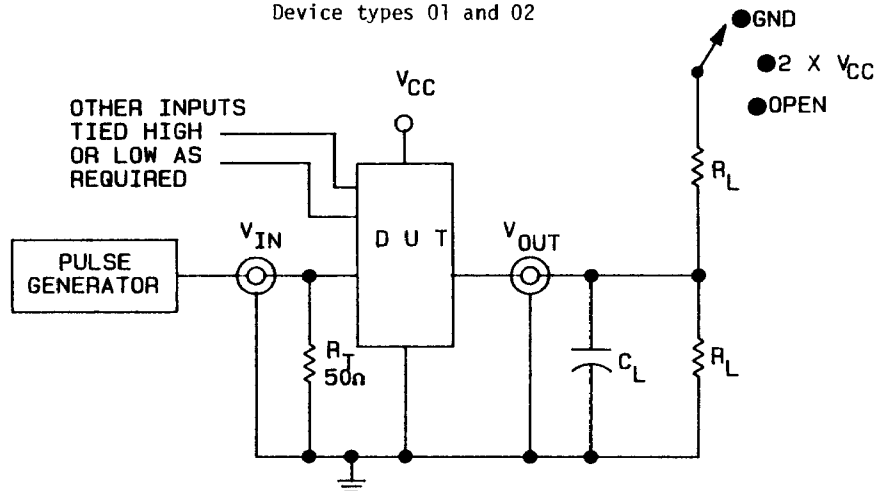 Device types 01 and 02
GND
2 X VCC
OPEN
VCC
OTHER INPUTS
TIED HIGH
OR LOW AS
REQUIRED
RL
VIN
D U T
VOUT
PULSE
GENERATOR
RT
50Ω
CL
RL